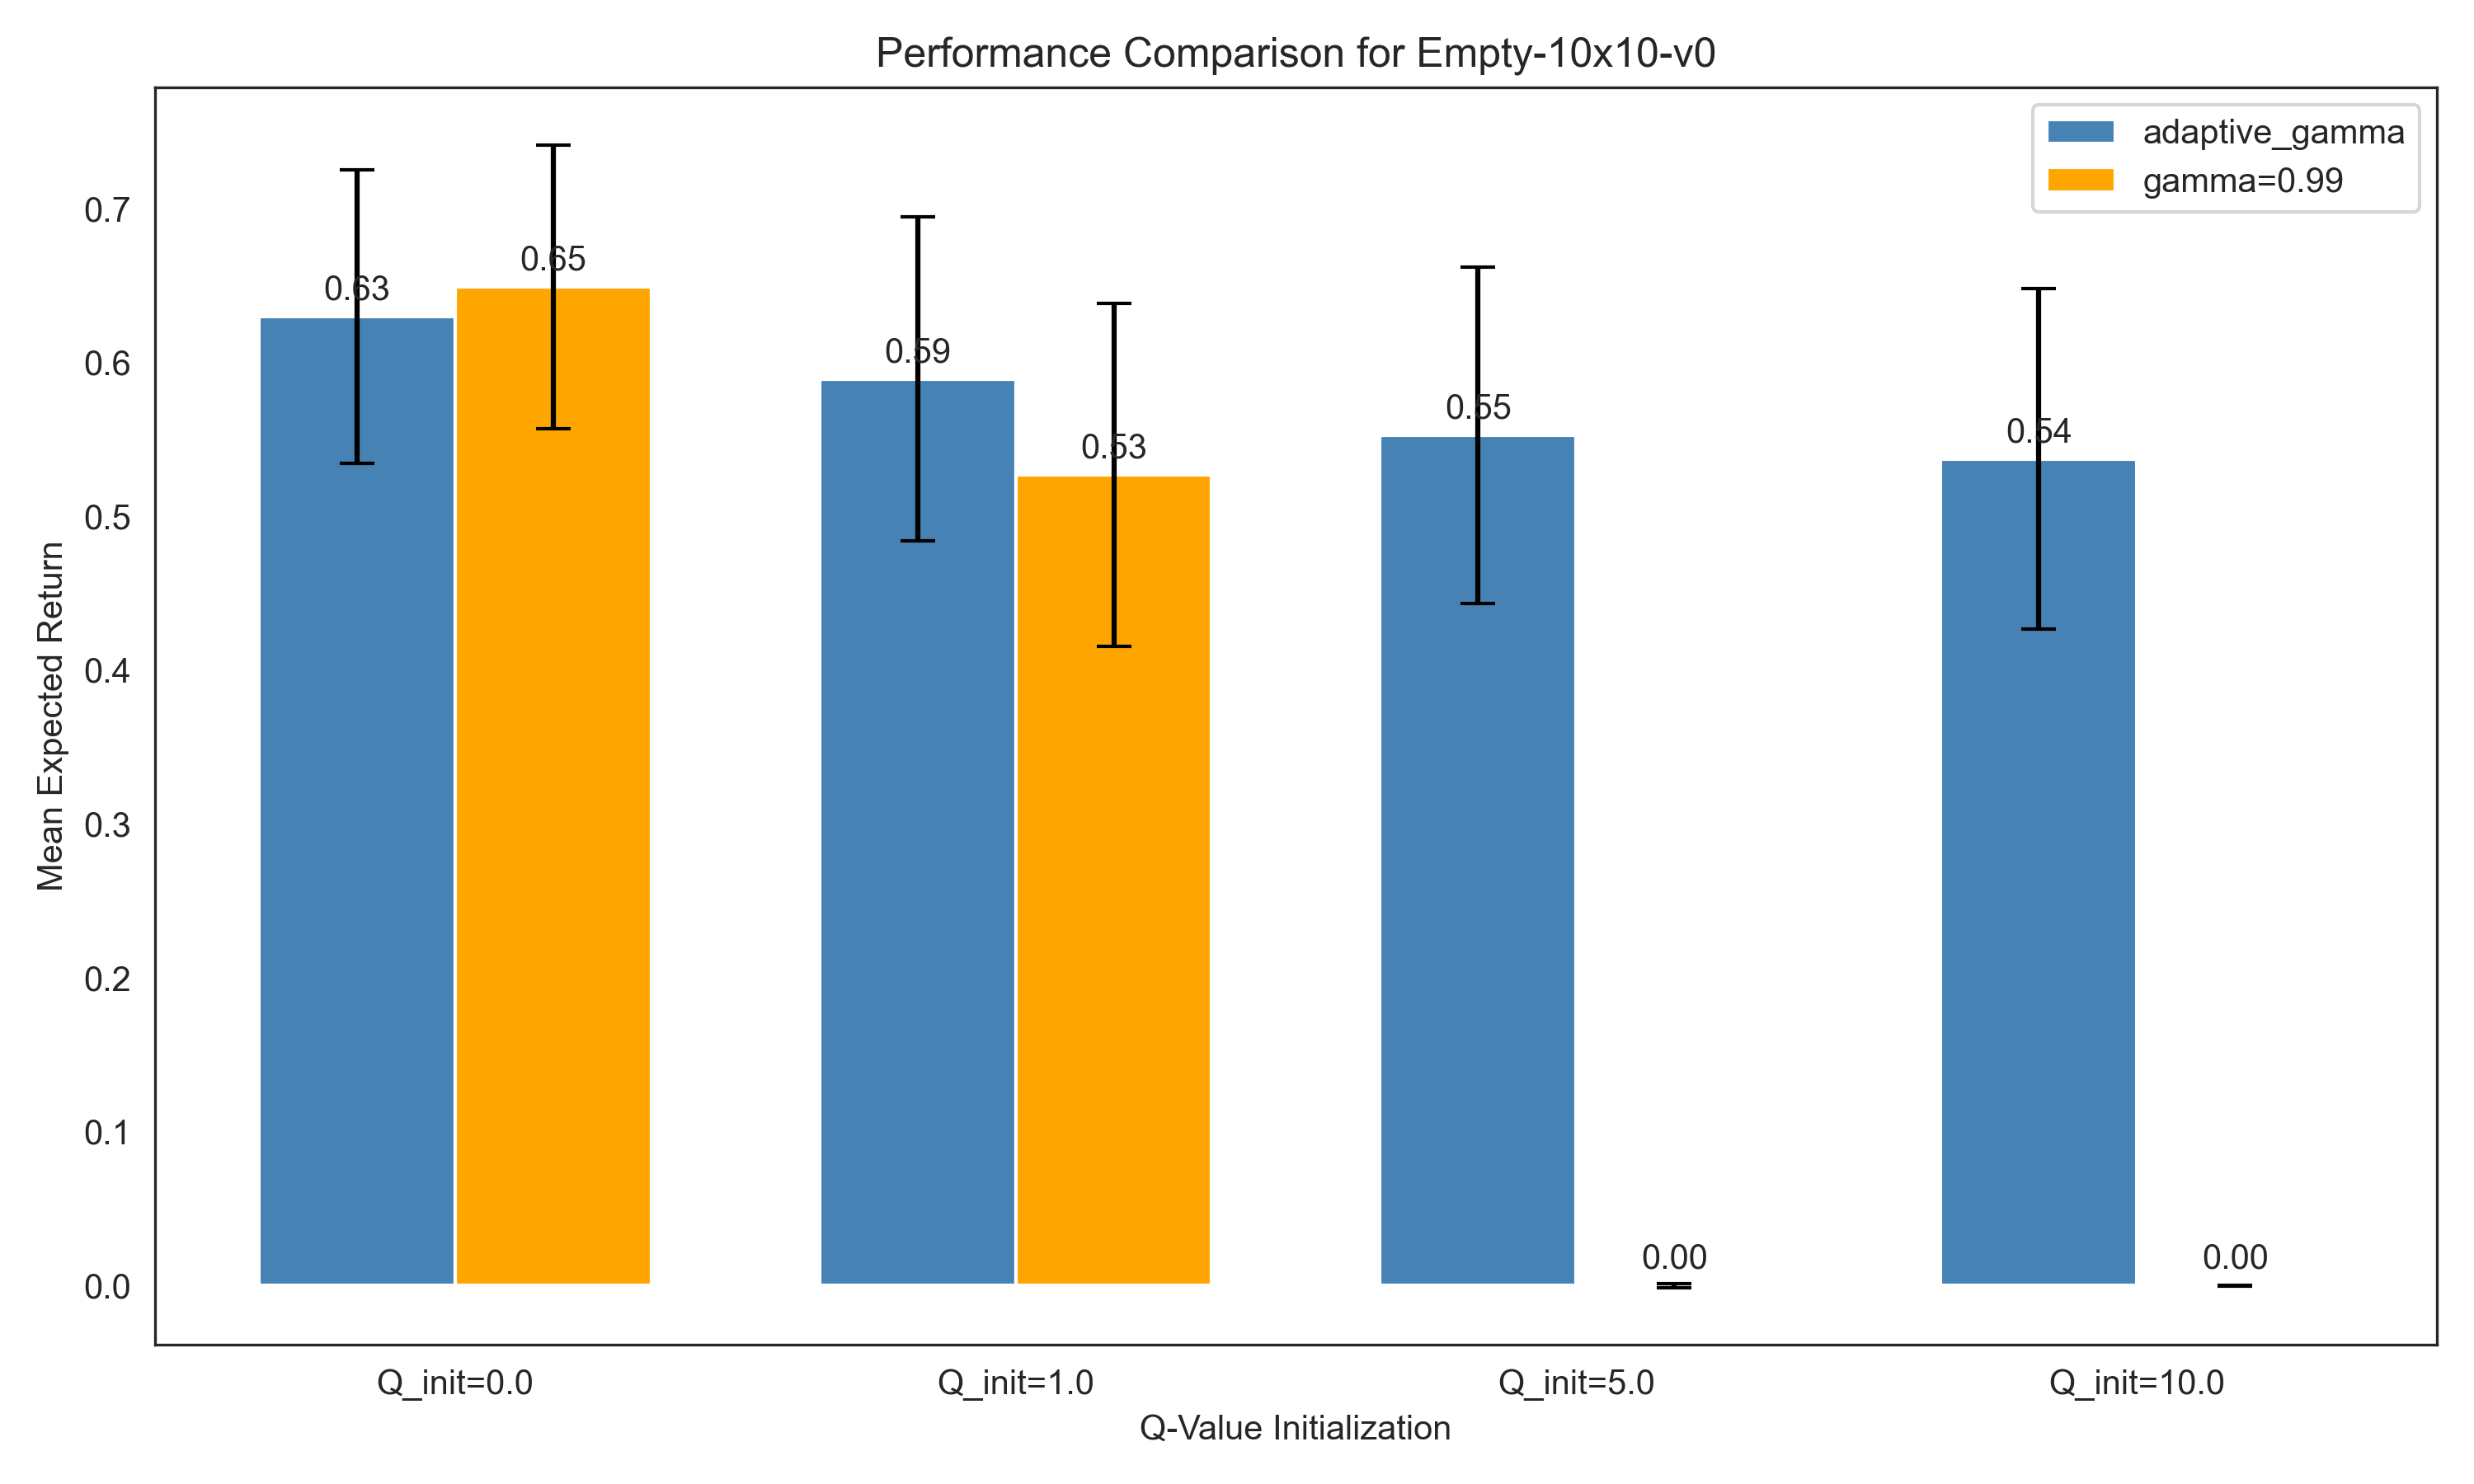 Performance Comparison for Empty-10x10-v0
adaptive_gamma
gamma=0.99
Mean Expected Return
0.7
0.6
0.5
0.4
0.3
0.2
0.1
0.0
0.63
0.65
0.59
0.53
0.55
0.00
0.54
0.00
Q_init=0.0
Q_init=1.0
Q_init=5.0
Q_init=10.0
Q-Value Initialization